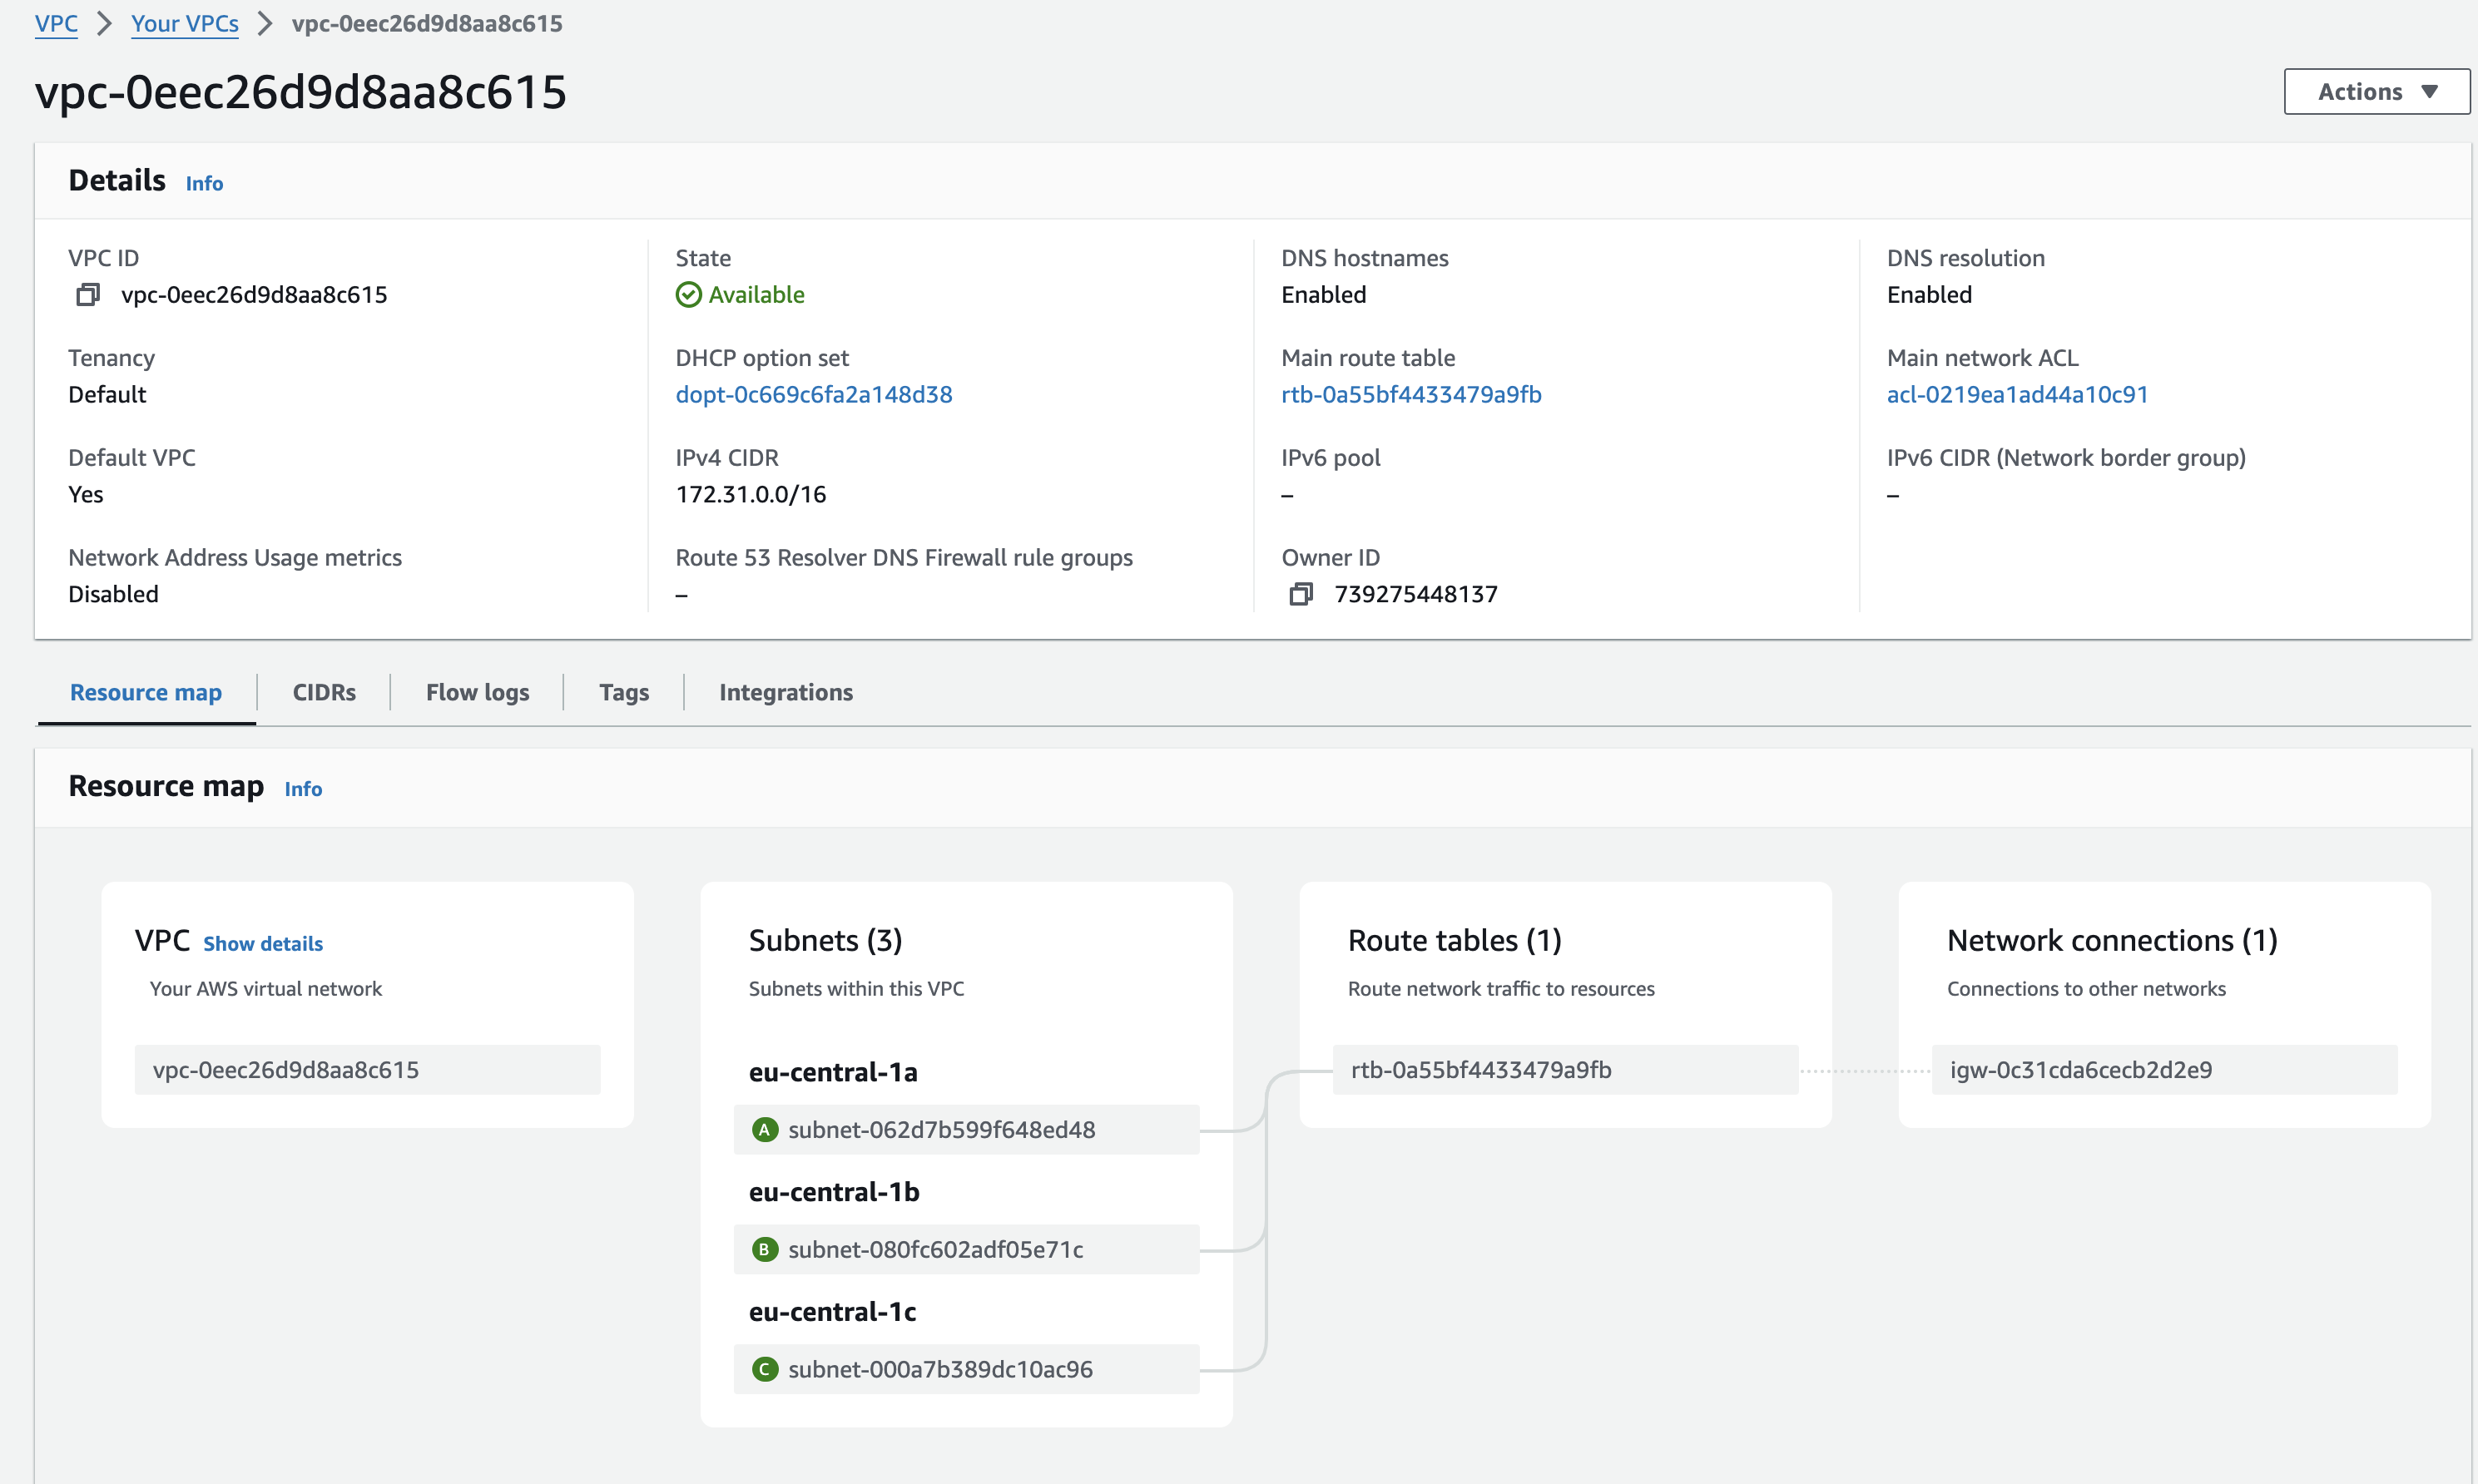 VPC > Your VPCs > vpc-0eec26d9d8aa8c615
vpc-0eec26d9d8aa8c615
Actions ▼
Details Info
VPC ID
vpc-0eec26d9d8aa8c615
State
Available
DNS hostnames
Enabled
DNS resolution
Enabled
Tenancy
Default
DHCP option set
dopt-0c669c6fa2a148d38
Main route table
rtb-0a55bf4433479a9fb
Main network ACL
acl-0219ea1ad44a10c91
Default VPC
Yes
IPv4 CIDR
172.31.0.0/16
IPv6 pool
–
IPv6 CIDR (Network border group)
–
Network Address Usage metrics
Disabled
Route 53 Resolver DNS Firewall rule groups
–
Owner ID
739275448137
Resource map
CIDRs
Flow logs
Tags
Integrations
Resource map Info
VPC Show details
Your AWS virtual network
vpc-0eec26d9d8aa8c615
Subnets (3)
Subnets within this VPC
eu-central-1a
A subnet-062d7b599f648ed48
eu-central-1b
B subnet-080fc602adf05e71c
eu-central-1c
C subnet-000a7b389dc10ac96
Route tables (1)
Route network traffic to resources
rtb-0a55bf4433479a9fb
Network connections (1)
Connections to other networks
igw-0c31cda6cecb2d2e9